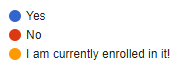 Yes
No
I am currently enrolled in it!